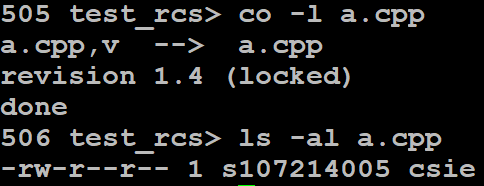 505 test_rcs> co -l a.cpp
a.cpp,v  -->  a.cpp
revision 1.4 (locked)
done
506 test_rcs> ls -al a.cpp
-rw-r--r-- 1 s107214005 csie